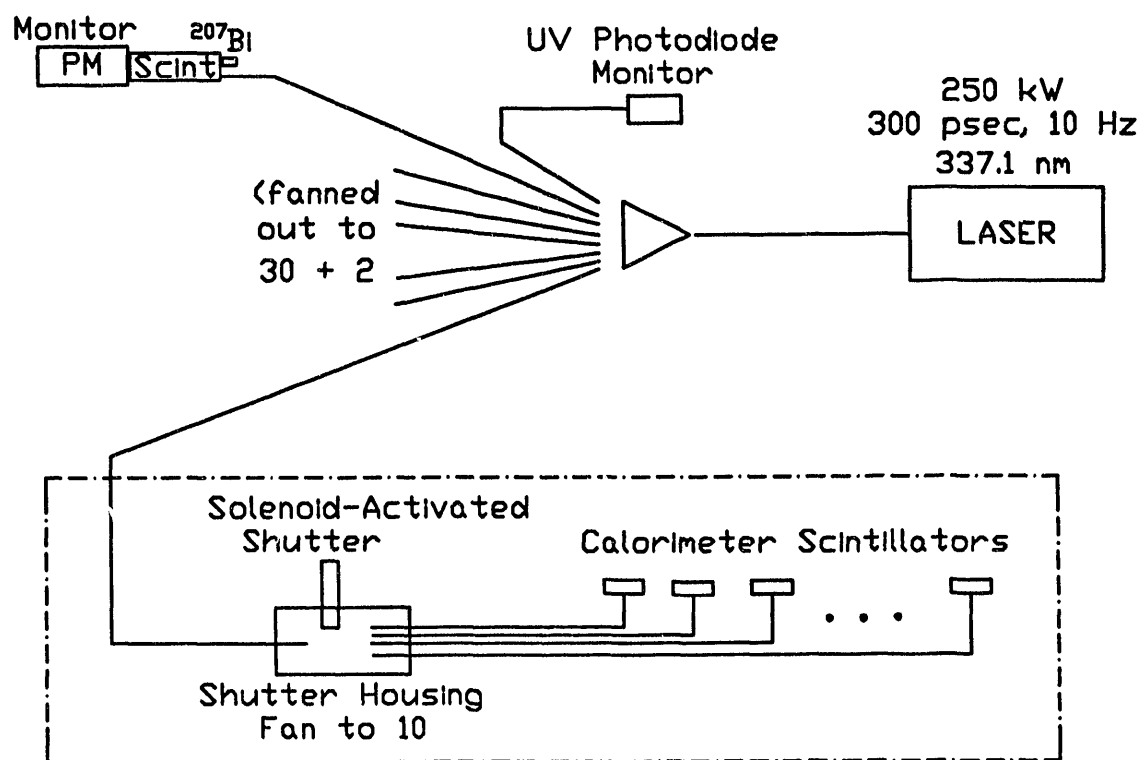 Monitor
²⁰⁷Bi
PM
Scint
UV Photodiode
Monitor
250 kW
300 psec, 10 Hz
337.1 nm
LASER
(fanned
out to
30 + 2
Solenoid-Activated
Shutter
Calorimeter Scintillators
• • •
Shutter Housing
Fan to 10